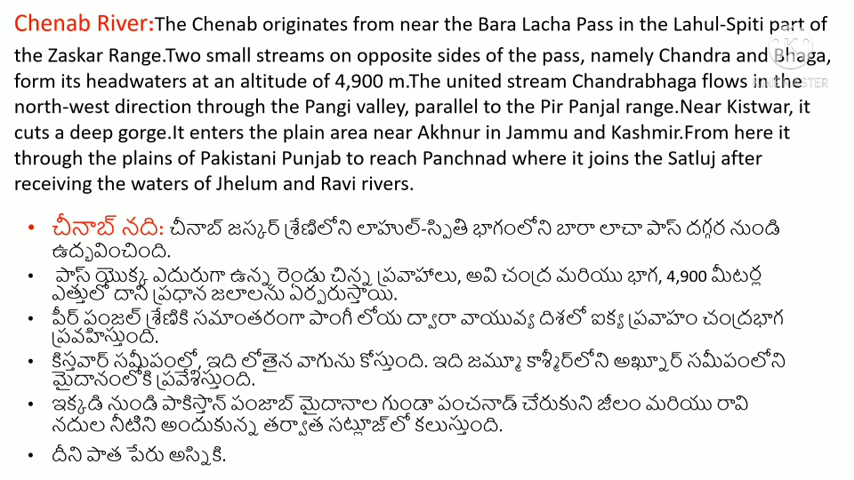 Chenab River:The Chenab originates from near the Bara Lacha Pass in the Lahul-Spiti part of
the Zaskar Range.Two small streams on opposite sides of the pass, namely Chandra and Bhaga,
form its headwaters at an altitude of 4,900 m.The united stream Chandrabhaga flows in the
north-west direction through the Pangi valley, parallel to the Pir Panjal range.Near Kistwar, it
cuts a deep gorge.It enters the plain area near Akhnur in Jammu and Kashmir.From here it
through the plains of Pakistani Punjab to reach Panchnad where it joins the Satluj after
receiving the waters of Jhelum and Ravi rivers.
• చీనాబ్ నది: చీనాబ్ జస్కర్ శ్రేణిలోని లాహుల్-స్పితి భాగంలోని బారా లాచా పాస్ దగ్గర నుండి
ఉద్భవించింది.
• పాస్ యొక్క ఎదురుగా ఉన్న రెండు చిన్న ప్రవాహాలు, అవి చంద్ర మరియు భాగ, 4,900 మీటర్ల
ఎత్తులో దాని ప్రధాన జలాలను ఏర్పరుస్తాయి.
• పీర్ పంజల్ శ్రేణికి సమాంతరంగా పాంగీ లోయ ద్వారా వాయువ్య దిశలో ఐక్య ప్రవాహం చంద్రభాగ
ప్రవహిస్తుంది.
• కిస్తవార్ సమీపంలో, ఇది లోతైన వాగును కోస్తుంది. ఇది జమ్మూ కాశ్మీర్‌లోని అఖ్నూర్ సమీపంలోని
మైదానంలోకి ప్రవేశిస్తుంది.
• ఇక్కడి నుండి పాకిస్తాన్ పంజాబ్ మైదానాల గుండా పంచనాడ్ చేరుకుని జీలం మరియు రావి
నదుల నీటిని అందుకున్న తర్వాత సట్లూజ్‌లో కలుస్తుంది.
• దీని పాత పేరు అస్నికి.